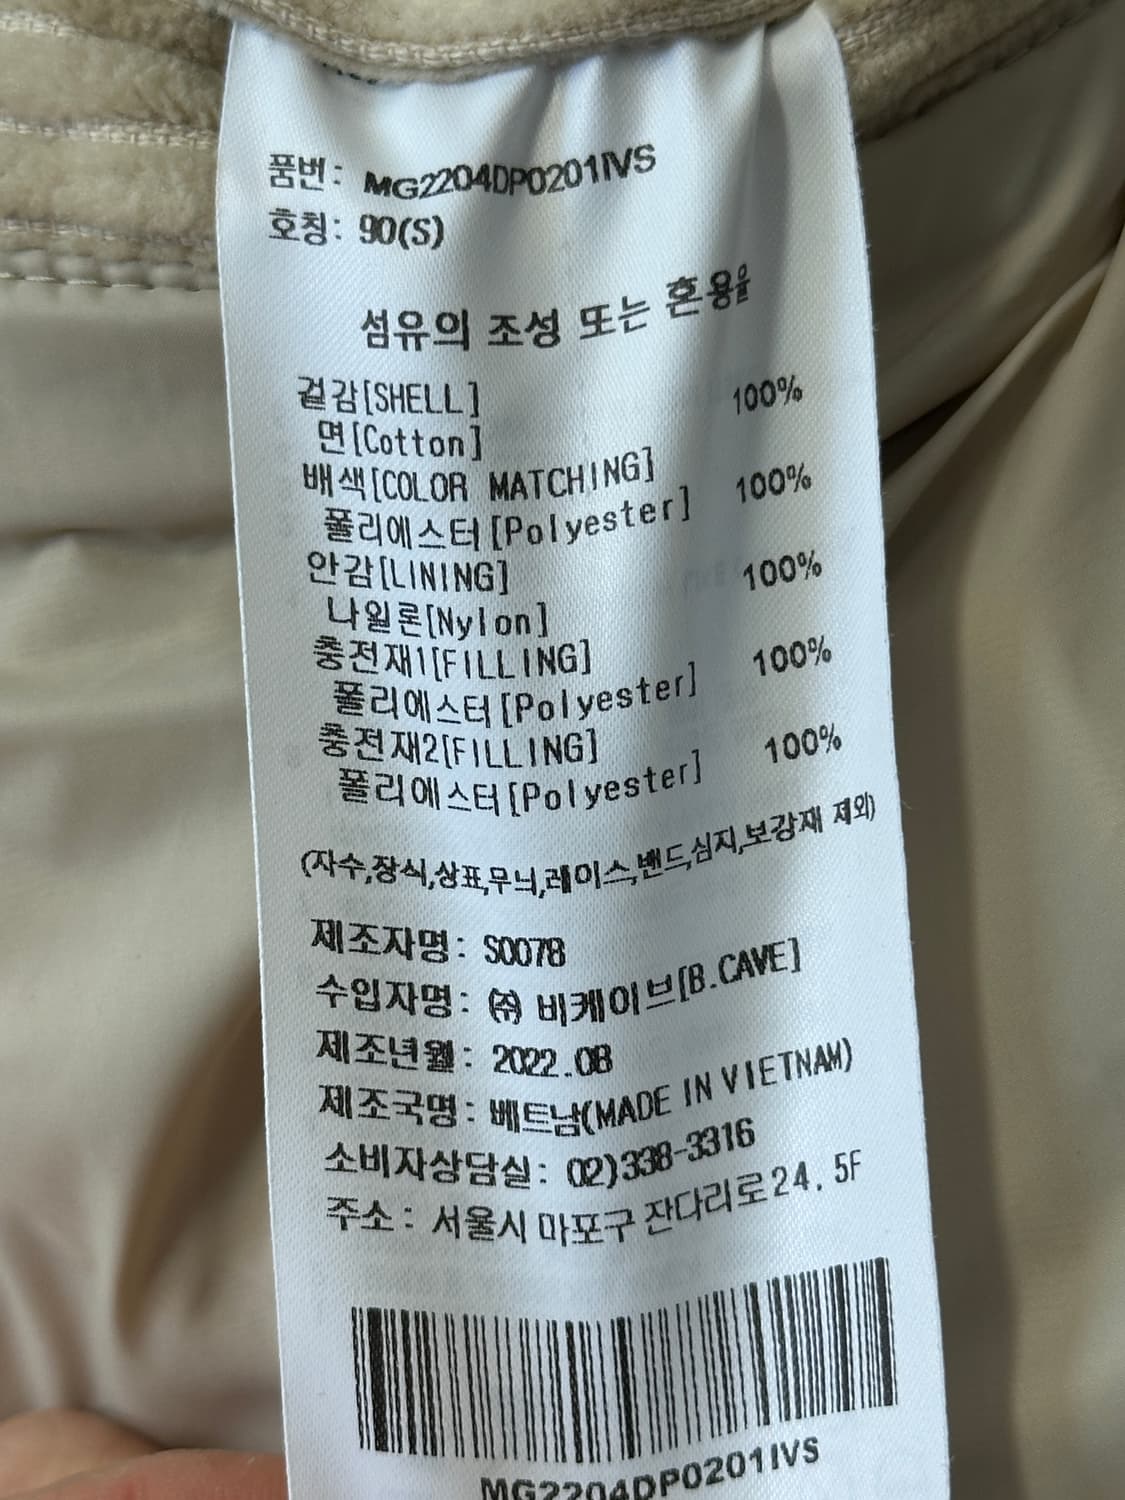 품번: MG2204DP0201IVS
호칭: 90(S)
섬유의 조성 또는 혼용율
겉감[SHELL] 100%
면[Cotton]
배색[COLOR MATCHING] 100%
폴리에스터[Polyester]
안감[LINING] 100%
나일론[Nylon]
충전재1[FILLING] 100%
폴리에스터[Polyester]
충전재2[FILLING] 100%
폴리에스터[Polyester]
(자수,장식,상표,무늬,레이스,밴드,심지,보강재 제외)
제조자명: S0078
수입자명: ㈜ 비케이브[B.CAVE]
제조년월: 2022.08
제조국명: 베트남(MADE IN VIETNAM)
소비자상담실: 02)338-3316
주소: 서울시 마포구 잔다리로24. 5F
MG2204DP0201IVS